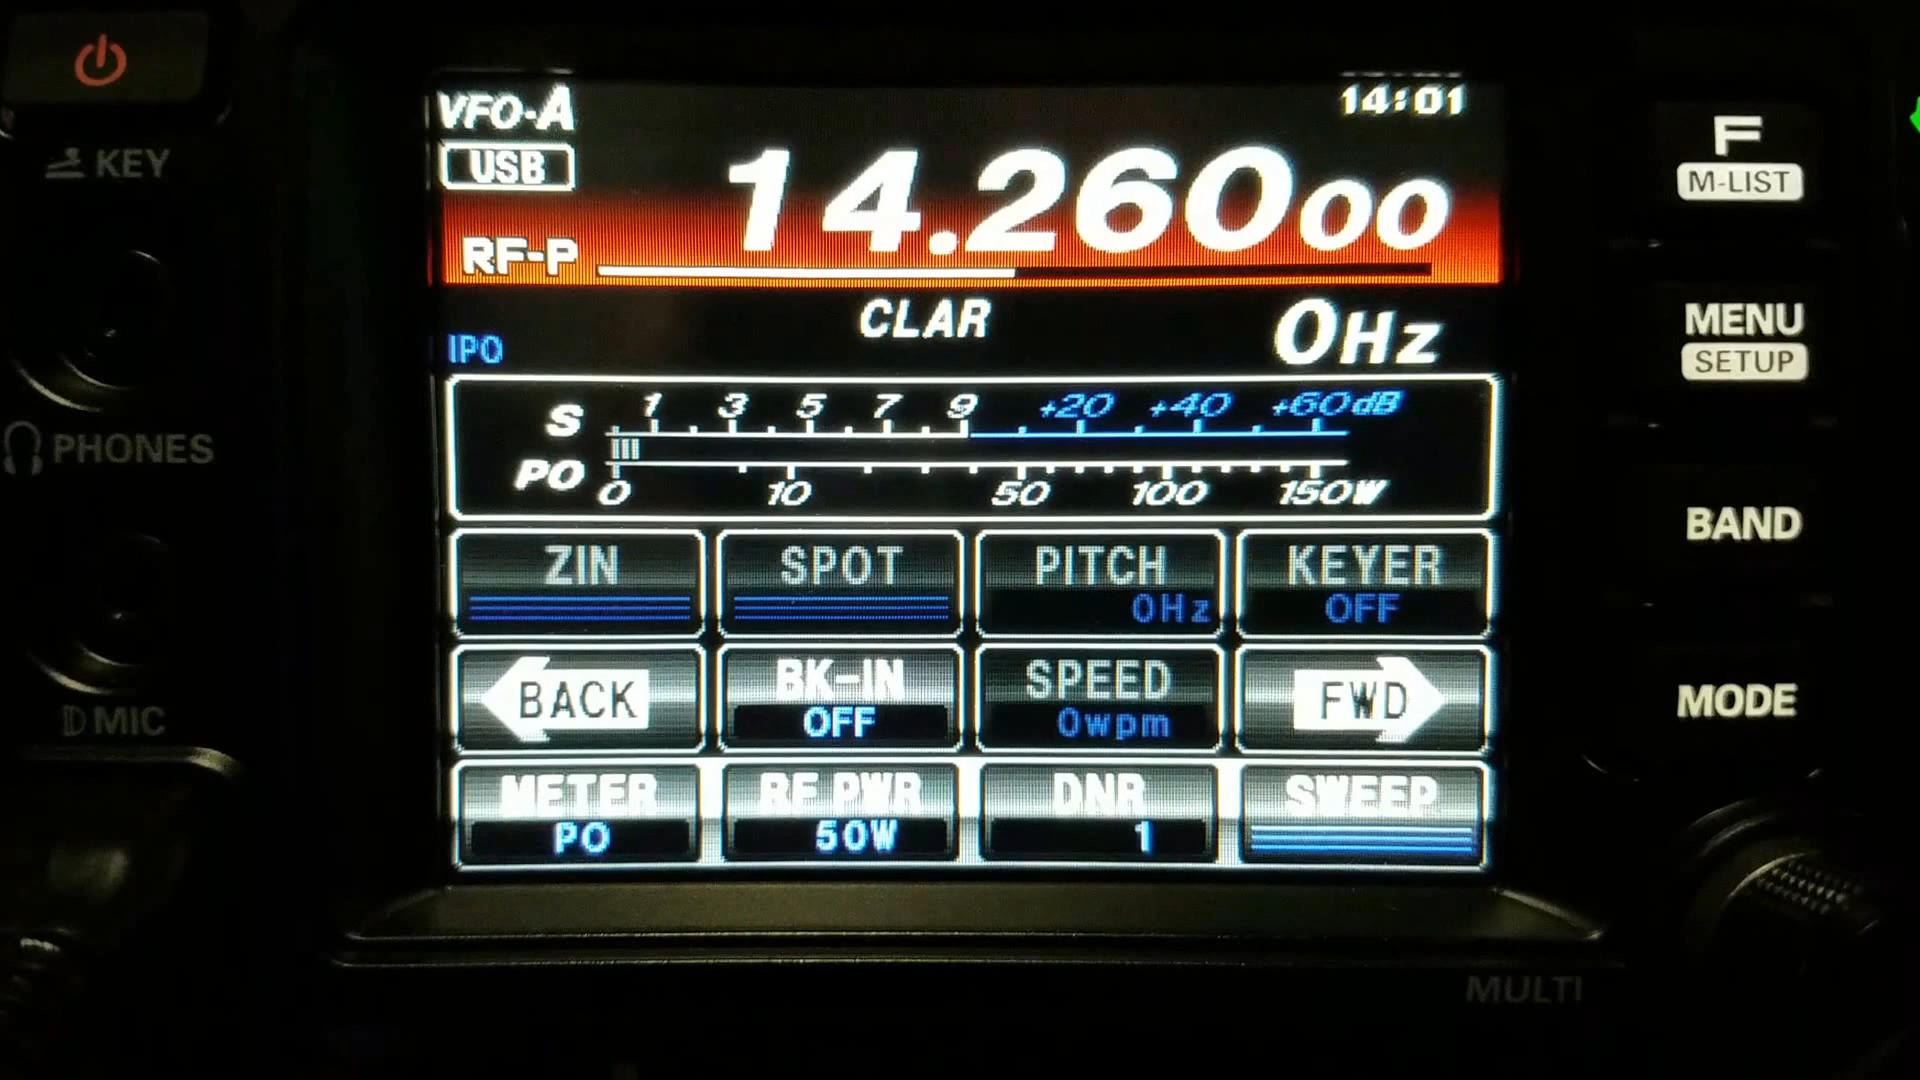 VFO-A 14:01
KEY
USB 14.26000
F
M-LIST
RF-P
CLAR 0Hz
IPO
MENU
SETUP
S 1 3 5 7 9 +20 +40 +60dB
PHONES
PO 0 10 50 100 150W
BAND
ZIN SPOT PITCH KEYER
0Hz OFF
BACK BK-IN SPEED FWD
OFF 0wpm
MODE
MIC
METER RF PWR DNR SWEEP
PO 50W 1
MULTI